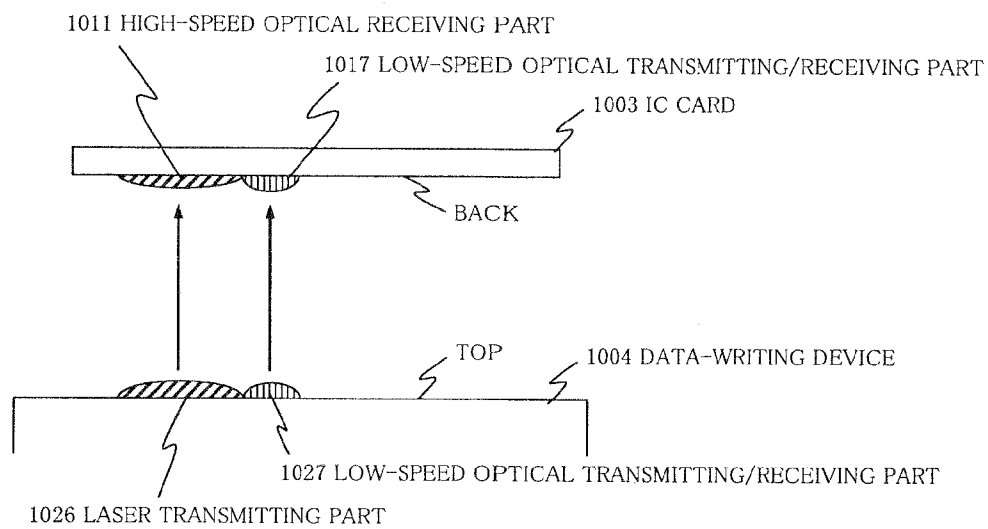 1011 HIGH-SPEED OPTICAL RECEIVING PART
1017 LOW-SPEED OPTICAL TRANSMITTING/RECEIVING PART
1003 IC CARD
BACK
TOP
1004 DATA-WRITING DEVICE
1027 LOW-SPEED OPTICAL TRANSMITTING/RECEIVING PART
1026 LASER TRANSMITTING PART